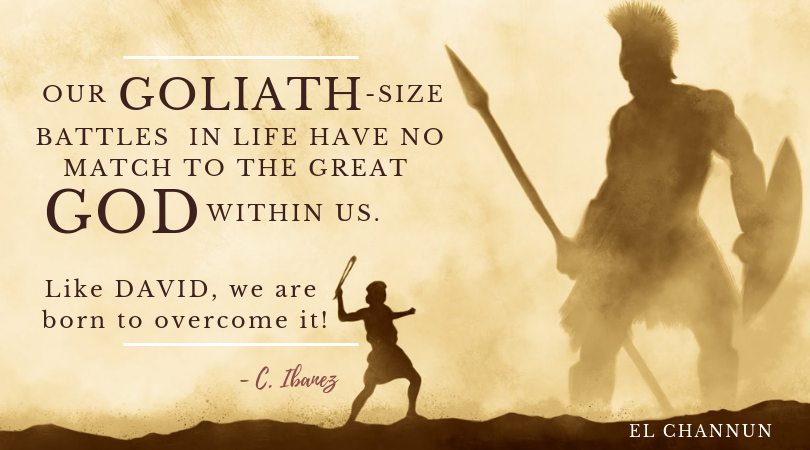 OUR GOLIATH-SIZE
BATTLES IN LIFE HAVE NO
MATCH TO THE GREAT
GOD WITHIN US.
Like DAVID, we are
born to overcome it!
- C. Ibanez
EL CHANNUN